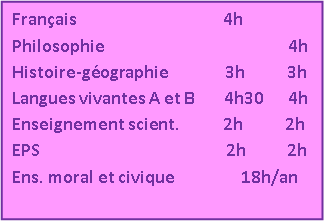 Français 4h
Philosophie 4h
Histoire-géographie 3h 3h
Langues vivantes A et B 4h30 4h
Enseignement scient. 2h 2h
EPS 2h 2h
Ens. moral et civique 18h/an